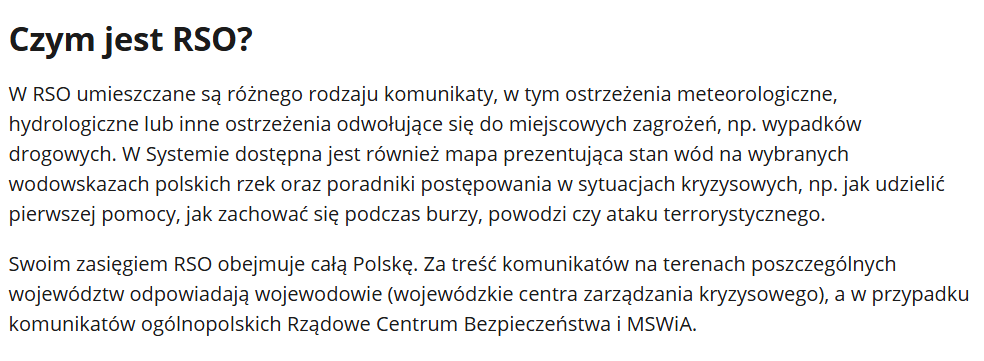 Czym jest RSO?
W RSO umieszczane są różnego rodzaju komunikaty, w tym ostrzeżenia meteorologiczne,
hydrologiczne lub inne ostrzeżenia odwołujące się do miejscowych zagrożeń, np. wypadków
drogowych. W Systemie dostępna jest również mapa prezentująca stan wód na wybranych
wodowskazach polskich rzek oraz poradniki postępowania w sytuacjach kryzysowych, np. jak udzielić
pierwszej pomocy, jak zachować się podczas burzy, powodzi czy ataku terrorystycznego.
Swoim zasięgiem RSO obejmuje całą Polskę. Za treść komunikatów na terenach poszczególnych
województw odpowiadają wojewodowie (wojewódzkie centra zarządzania kryzysowego), a w przypadku
komunikatów ogólnopolskich Rządowe Centrum Bezpieczeństwa i MSWiA.